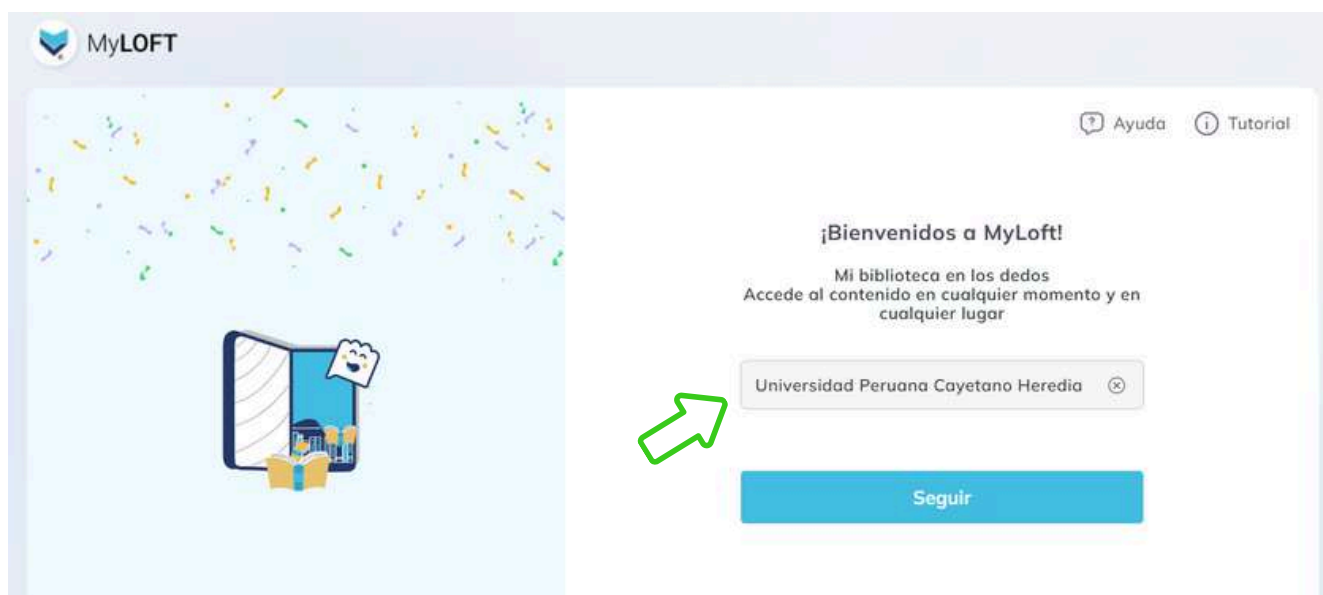 MyLOFT
Ayuda
Tutorial
¡Bienvenidos a MyLoft!
Mi biblioteca en los dedos
Accede al contenido en cualquier momento y en
cualquier lugar
Universidad Peruana Cayetano Heredia
Seguir